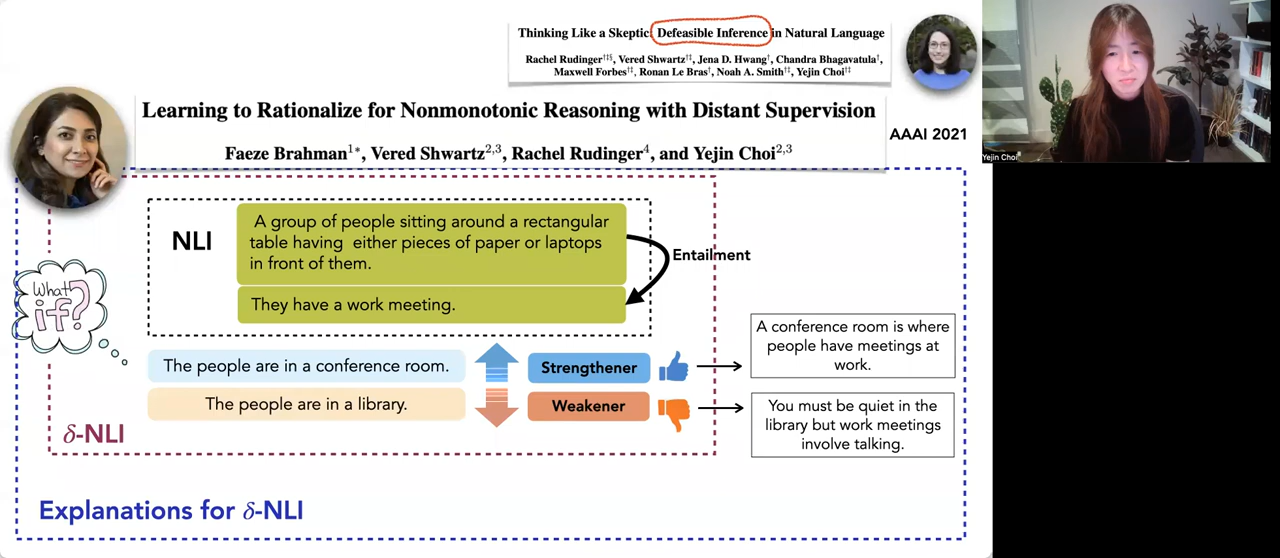 Thinking Like a Skeptic: Defeasible Inference in Natural Language
Rachel Rudinger†‡§, Vered Shwartz†‡, Jena D. Hwang†, Chandra Bhagavatula†,
Maxwell Forbes†‡, Ronan Le Bras†, Noah A. Smith†‡, Yejin Choi†‡
Learning to Rationalize for Nonmonotonic Reasoning with Distant Supervision
AAAI 2021
Faeze Brahman1*, Vered Shwartz2,3, Rachel Rudinger4, and Yejin Choi2,3
Yejin Choi
NLI
A group of people sitting around a rectangular
table having either pieces of paper or laptops
in front of them.
Entailment
They have a work meeting.
What
if?
The people are in a conference room.
Strengthener
A conference room is where
people have meetings at
work.
The people are in a library.
Weakener
You must be quiet in the
library but work meetings
involve talking.
δ-NLI
Explanations for δ-NLI